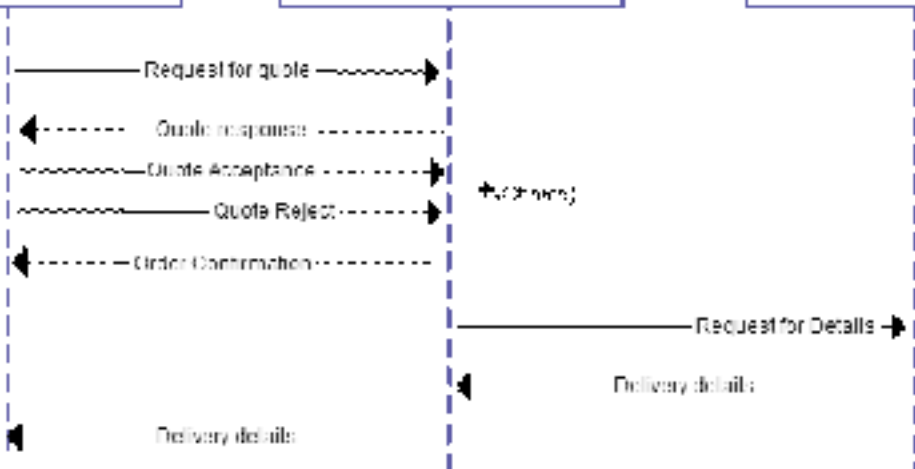 Request for quote
Quote response
Quote Acceptance
Quote Reject
Order Confirmation
Request for Details
Delivery details
Delivery details